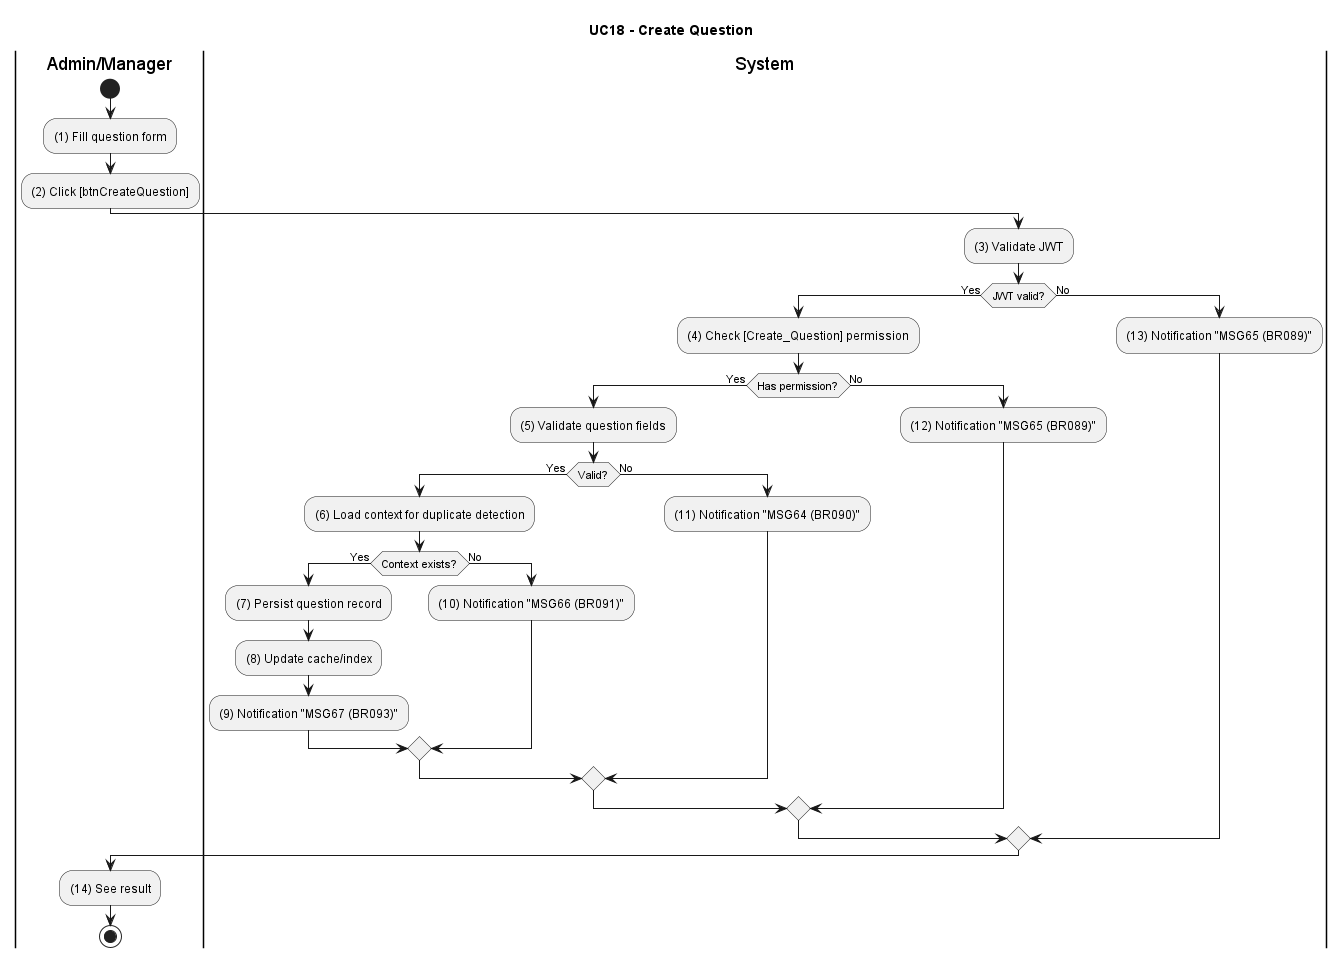 UC18 - Create Question
Admin/Manager
System
(1) Fill question form
(2) Click [btnCreateQuestion]
(3) Validate JWT
Yes
JWT valid?
No
(4) Check [Create_Question] permission
(13) Notification "MSG65 (BR089)"
Yes
Has permission?
No
(5) Validate question fields
(12) Notification "MSG65 (BR089)"
Yes
Valid?
No
(6) Load context for duplicate detection
(11) Notification "MSG64 (BR090)"
Yes
Context exists?
No
(7) Persist question record
(10) Notification "MSG66 (BR091)"
(8) Update cache/index
(9) Notification "MSG67 (BR093)"
(14) See result